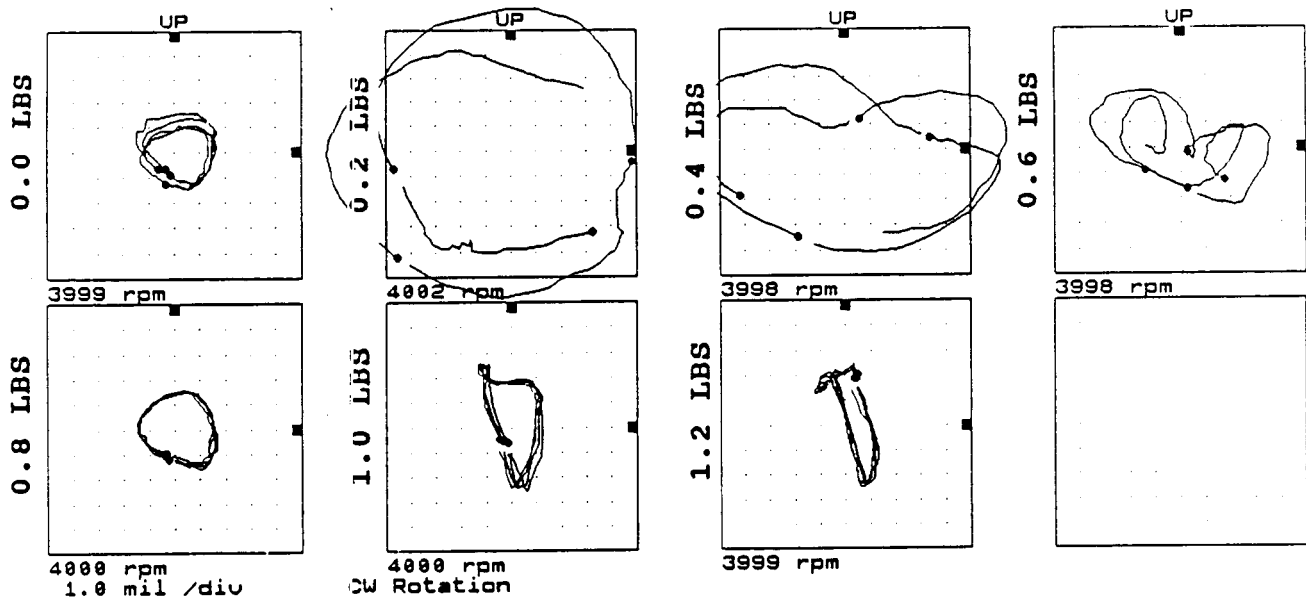 UP
UP
UP
UP
0.0 LBS
0.2 LBS
0.4 LBS
0.6 LBS
3999 rpm
4002 rpm
3998 rpm
3998 rpm
0.8 LBS
1.0 LBS
1.2 LBS
4000 rpm
4000 rpm
3999 rpm
1.0 mil /div
CW Rotation